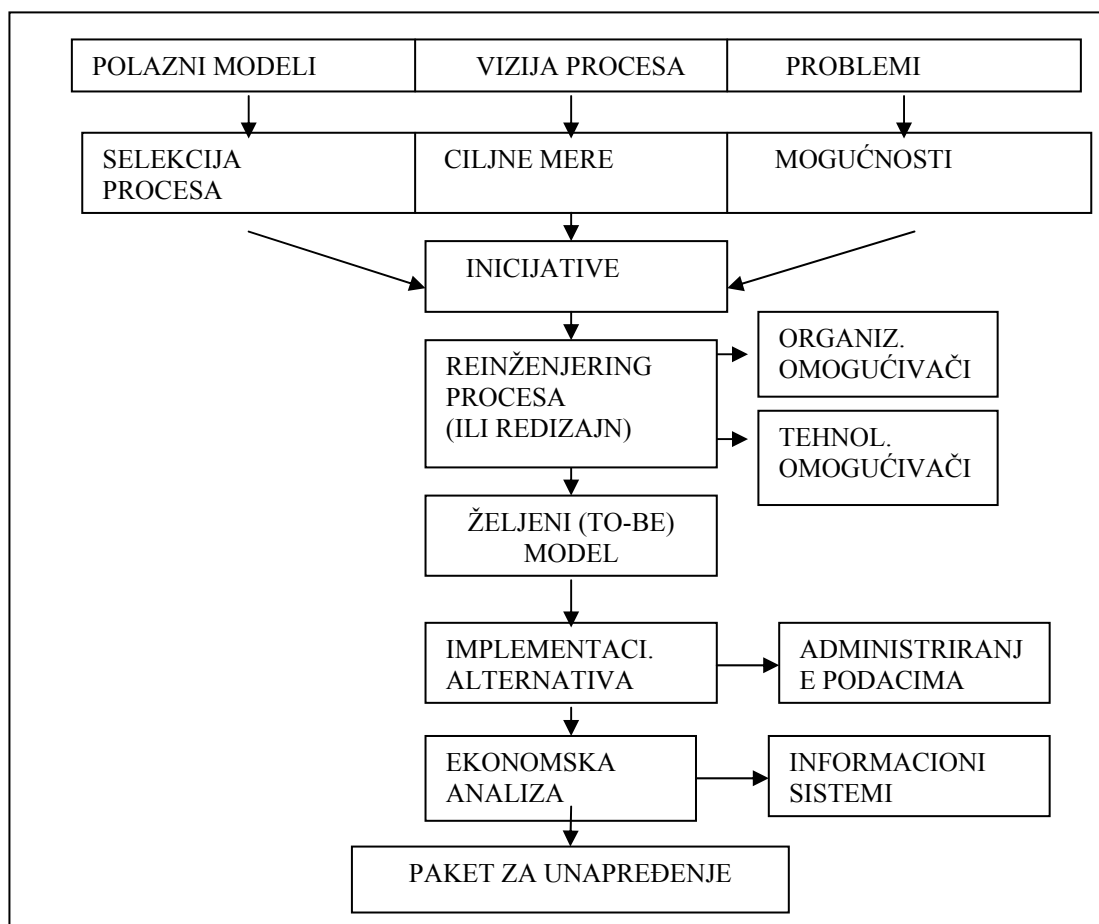 POLAZNI MODELI
VIZIJA PROCESA
PROBLEMI
SELEKCIJA
PROCESA
CILJNE MERE
MOGUĆNOSTI
INICIJATIVE
REINŽENJERING
PROCESA
(ILI REDIZAJN)
ORGANIZ.
OMOGUĆIVAČI
TEHNOL.
OMOGUĆIVAČI
ŽELJENI (TO-BE)
MODEL
IMPLEMENTACI.
ALTERNATIVA
ADMINISTRIRANJ
E PODACIMA
EKONOMSKA
ANALIZA
INFORMACIONI
SISTEMI
PAKET ZA UNAPREĐENJE